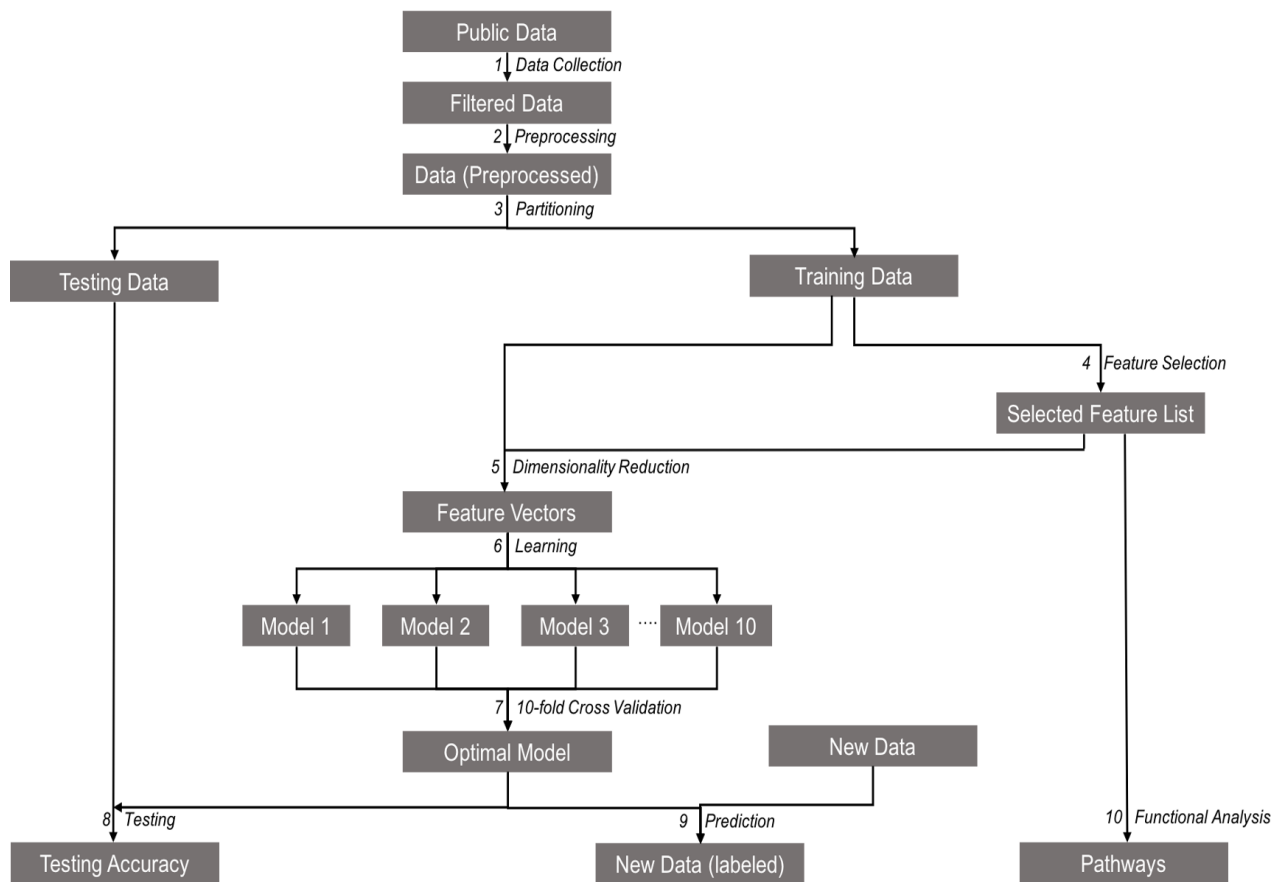 Public Data
1 Data Collection
Filtered Data
2 Preprocessing
Data (Preprocessed)
3 Partitioning
Testing Data
Training Data
4 Feature Selection
Selected Feature List
5 Dimensionality Reduction
Feature Vectors
6 Learning
Model 1 Model 2 Model 3 .... Model 10
7 10-fold Cross Validation
Optimal Model
New Data
8 Testing
9 Prediction
10 Functional Analysis
Testing Accuracy
New Data (labeled)
Pathways